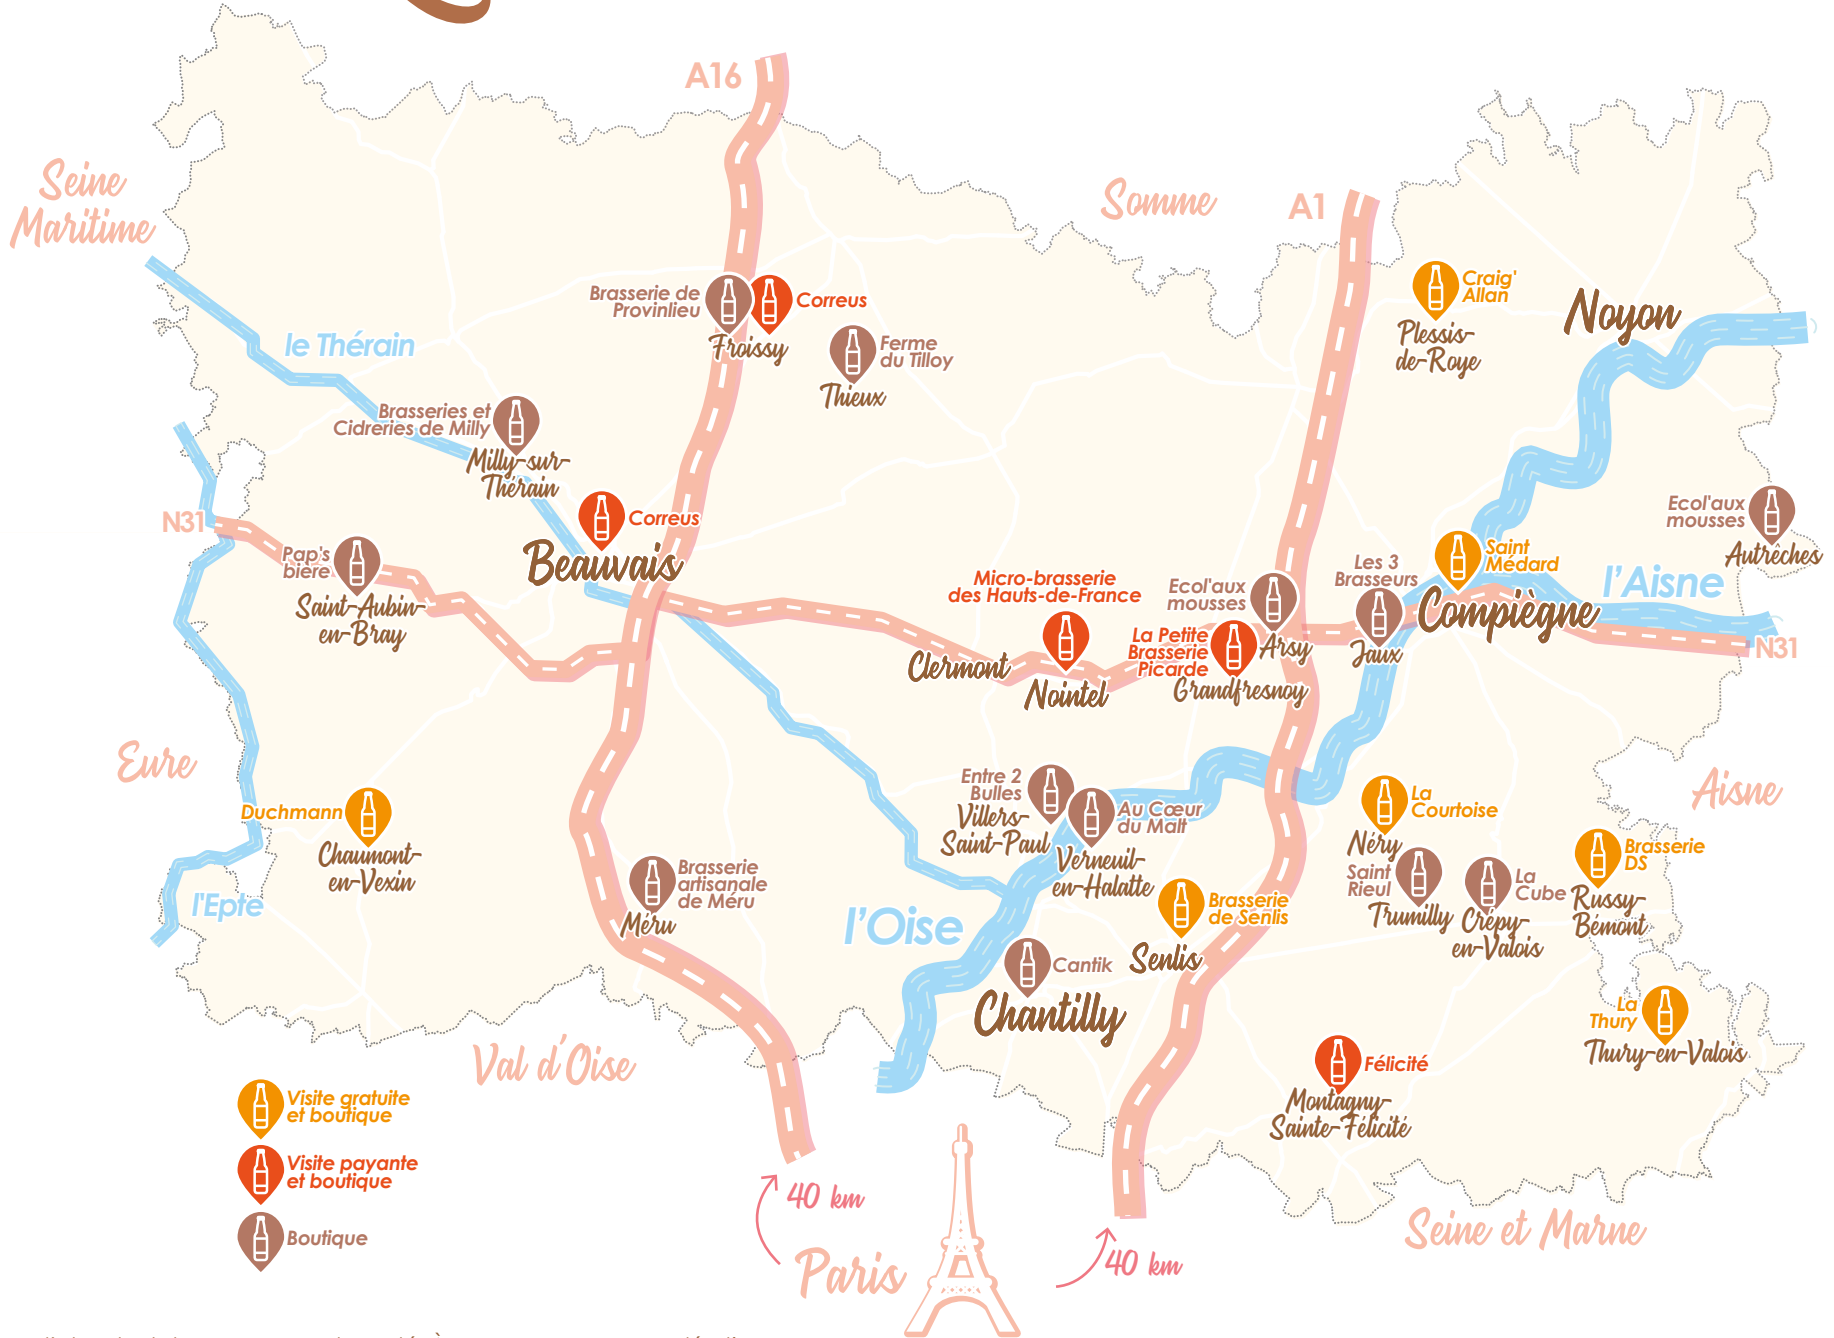 A16
Seine
Maritime
Somme
A1
Brasserie de
Provinlieu
Correus
Froissy
Ferme
du Tilloy
Thieux
Craig'
Allan
Plessis-
de-Roye
Noyon
le Thérain
Brasseries et
Cidreries de Milly
Milly-sur-
Thérain
N31
Pap's
bière
Saint-Aubin-
en-Bray
Correus
Beauvais
Micro-brasserie
des Hauts-de-France
Clermont
Nointel
La Petite
Brasserie
Picarde
Grandfresnoy
Ecol'aux
mousses
Arsy
Les 3
Brasseurs
Jaux
Saint
Médard
Compiègne
l'Aisne
Ecol'aux
mousses
Autrêches
N31
Eure
Aisne
Duchmann
Chaumont-
en-Vexin
l'Epte
Brasserie
artisanale
de Méru
Méru
Entre 2
Bulles
Villers-
Saint-Paul
Au Cœur
du Malt
Verneuil-
en-Halatte
l'Oise
Brasserie
de Senlis
Senlis
Cantik
Chantilly
La
Courtoise
Néry
Saint
Rieul
Trumilly
La
Cube
Crépy-
en-Valois
Brasserie
DS
Russy-
Bémont
La
Thury
Thury-en-Valois
Félicité
Montagny-
Sainte-Félicité
Val d'Oise
Seine et Marne
Visite gratuite
et boutique
Visite payante
et boutique
Boutique
40 km
Paris
40 km